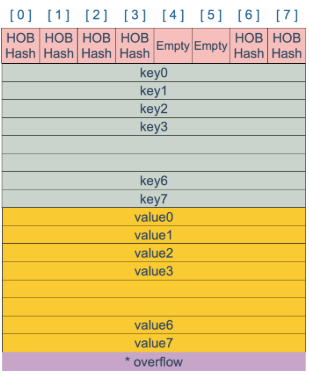 [ 0 ] [ 1 ] [ 2 ] [ 3 ] [ 4 ] [ 5 ] [ 6 ] [ 7 ]
HOB HOB HOB HOB Empty Empty HOB HOB
Hash Hash Hash Hash Hash Hash
key0
key1
key2
key3
key6
key7
value0
value1
value2
value3
value6
value7
* overflow